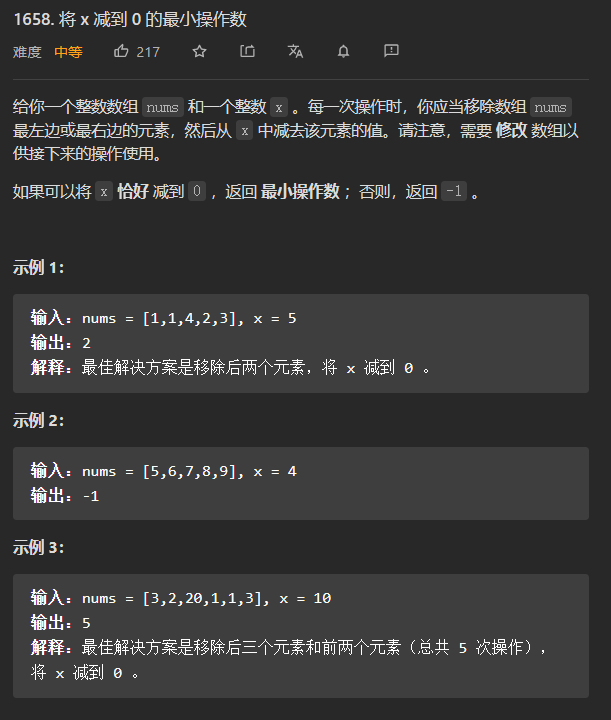 1658. 将 x 减到 0 的最小操作数
难度 中等 217
给你一个整数数组 nums 和一个整数 x 。每一次操作时，你应当移除数组 nums
最左边或最右边的元素，然后从 x 中减去该元素的值。请注意，需要 修改 数组以
供接下来的操作使用。
如果可以将 x 恰好 减到 0 ，返回 最小操作数 ；否则，返回 -1 。
示例 1：
输入：nums = [1,1,4,2,3], x = 5
输出：2
解释：最佳解决方案是移除后两个元素，将 x 减到 0 。
示例 2：
输入：nums = [5,6,7,8,9], x = 4
输出：-1
示例 3：
输入：nums = [3,2,20,1,1,3], x = 10
输出：5
解释：最佳解决方案是移除后三个元素和前两个元素（总共 5 次操作），
将 x 减到 0 。